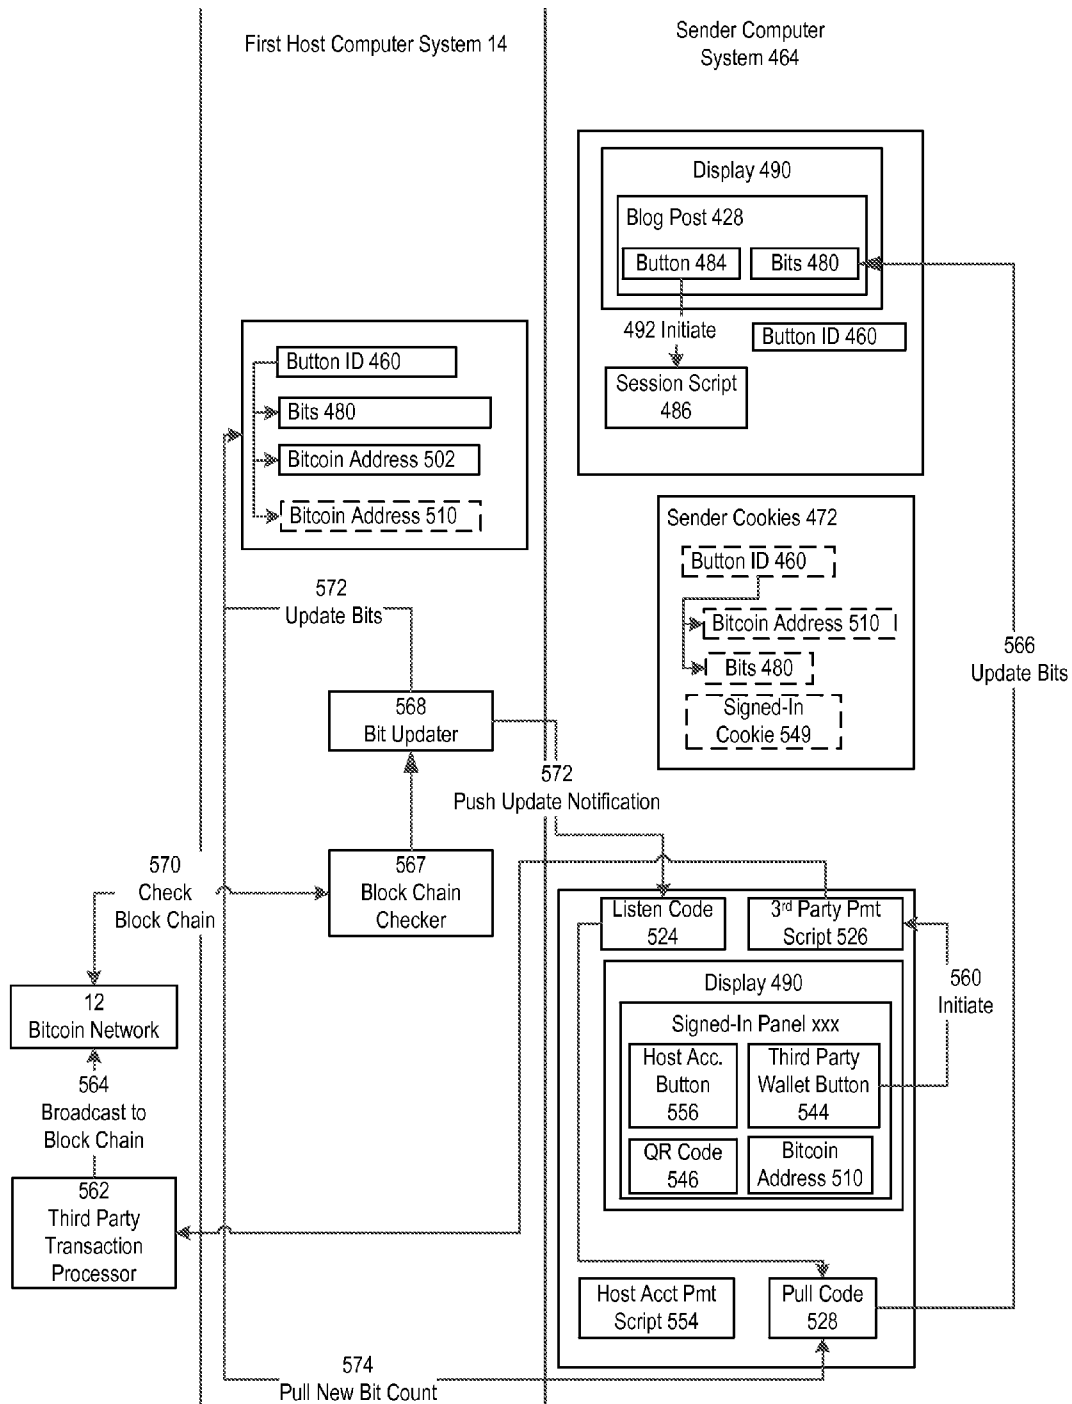 First Host Computer System 14
Sender Computer
System 464
Display 490
Blog Post 428
Button 484
Bits 480
492 Initiate
Button ID 460
Session Script
486
Button ID 460
Bits 480
Bitcoin Address 502
Bitcoin Address 510
Sender Cookies 472
Button ID 460
Bitcoin Address 510
Bits 480
Signed-In
Cookie 549
566
Update Bits
572
Update Bits
568
Bit Updater
572
Push Update Notification
570
Check
Block Chain
567
Block Chain
Checker
Listen Code
524
3rd Party Pmt
Script 526
560
Initiate
Display 490
Signed-In Panel xxx
Host Acc.
Button
556
Third Party
Wallet Button
544
QR Code
546
Bitcoin
Address 510
12
Bitcoin Network
564
Broadcast to
Block Chain
562
Third Party
Transaction
Processor
Host Acct Pmt
Script 554
Pull Code
528
574
Pull New Bit Count